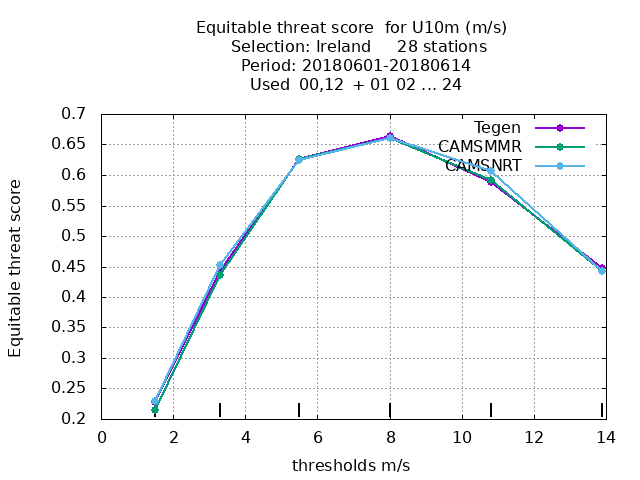 Equitable threat score  for U10m (m/s)
Selection: Ireland     28 stations
Period: 20180601-20180614
Used  00,12  + 01 02 ... 24
Tegen
CAMSMMR
CAMSNRT
Equitable threat score
0.7
0.65
0.6
0.55
0.5
0.45
0.4
0.35
0.3
0.25
0.2
0 2 4 6 8 10 12 14
thresholds m/s